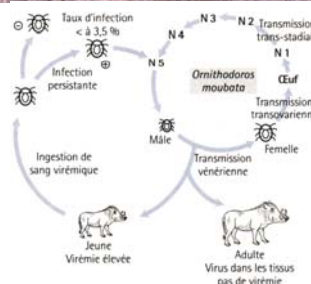 ⊖
Taux d'infection
< à 3,5 %
⊕
Infection
persistante
N 5
N 4
N 3
N 2
Transmission
trans-stadial
N 1
Ornithodoros
moubata
Œuf
Transmission
transovarienne
Mâle
Femelle
Transmission
vénérienne
Ingestion de
sang virémique
Jeune
Virémie élevée
Adulte
Virus dans les tissus
pas de virémie